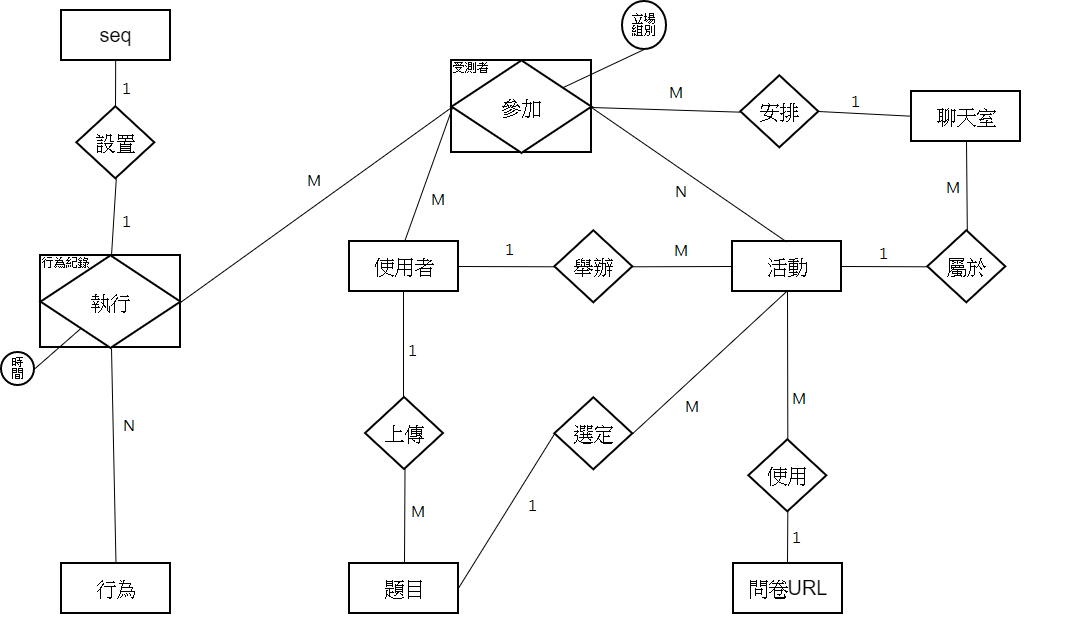 立場
組別
seq
受測者
1
M
參加
安排
1
聊天室
設置
M
M
M
N
1
行為紀錄
使用者
1
舉辦
M
活動
1
屬於
執行
時
間
1
M
M
N
上傳
選定
使用
M
1
1
行為
題目
問卷URL